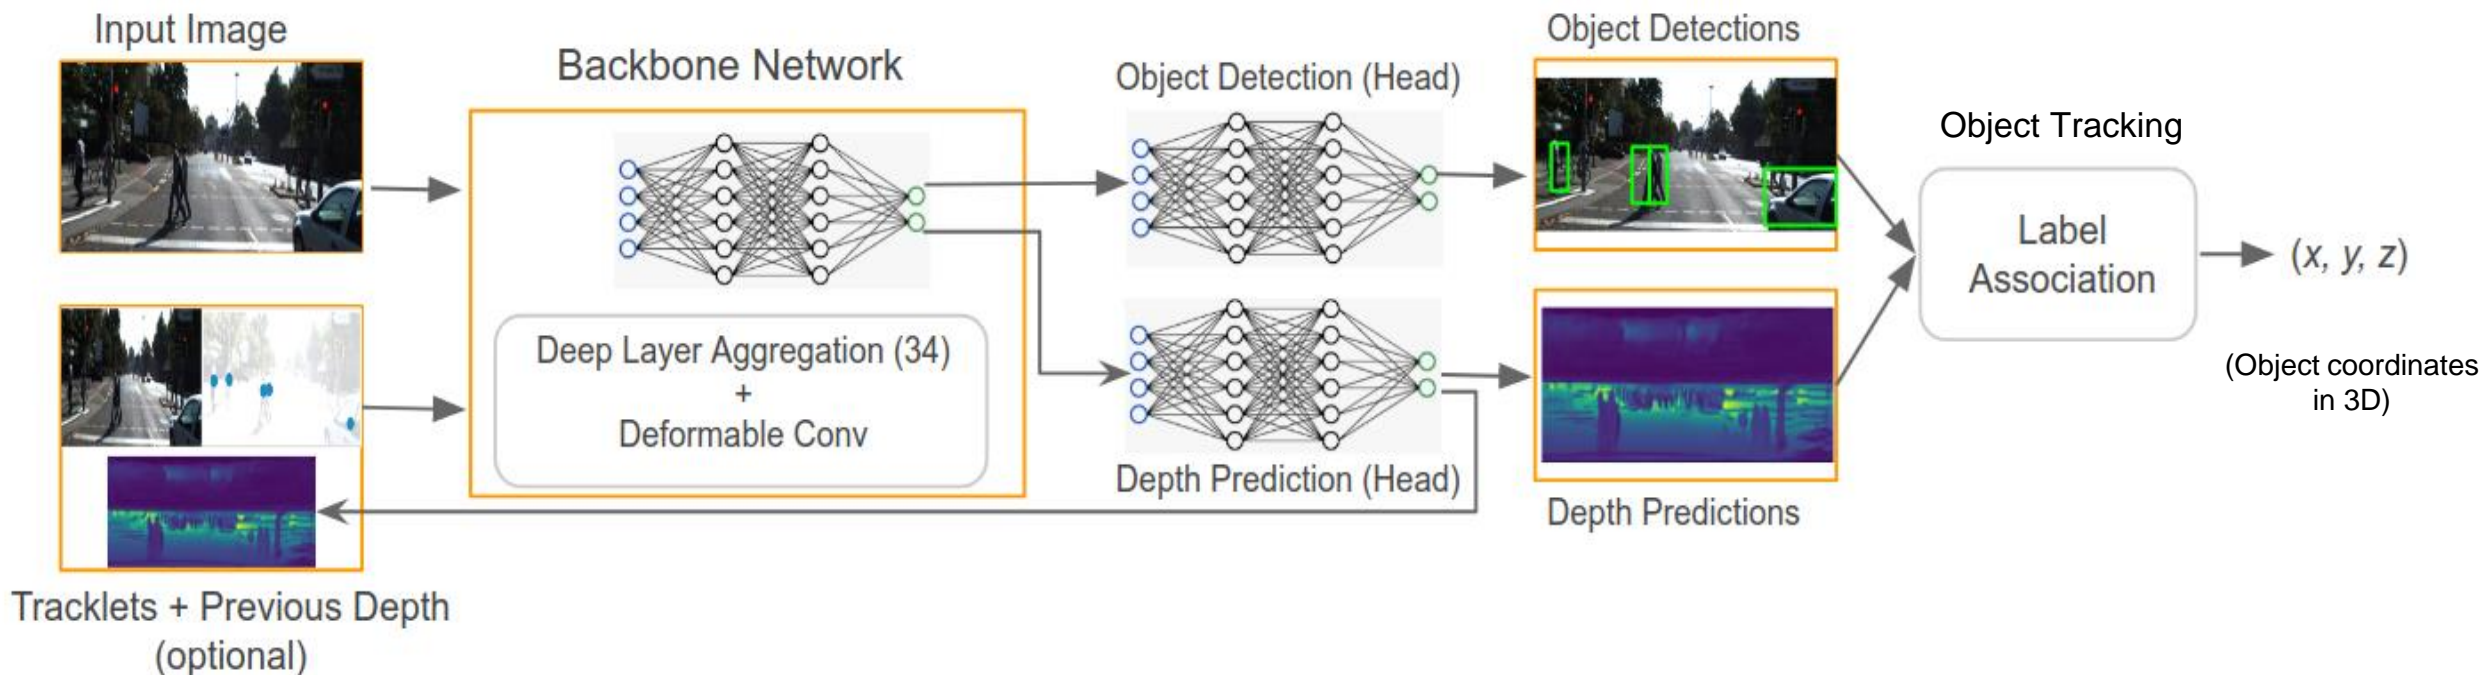 Input Image
Backbone Network
Object Detection (Head)
Object Detections
Object Tracking
Label
Association
(x, y, z)
(Object coordinates
in 3D)
Deep Layer Aggregation (34)
+
Deformable Conv
Depth Prediction (Head)
Depth Predictions
Tracklets + Previous Depth
(optional)